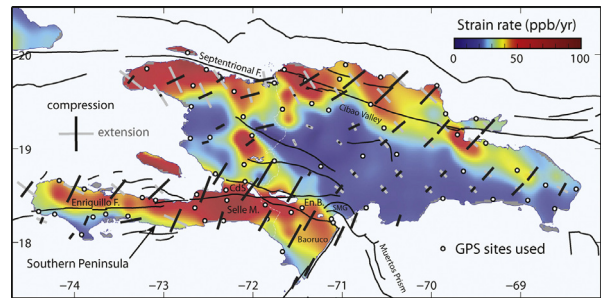 Strain rate (ppb/yr)
0 50 100
20
19
18
Septentrional F.
compression
extension
Cibao Valley
CdS
Enriquillo F.
Selle M.
En.B.
SMG
Baoruco
Southern Peninsula
Muertos Prism
GPS sites used
−74 −73 −72 −71 −70 −69